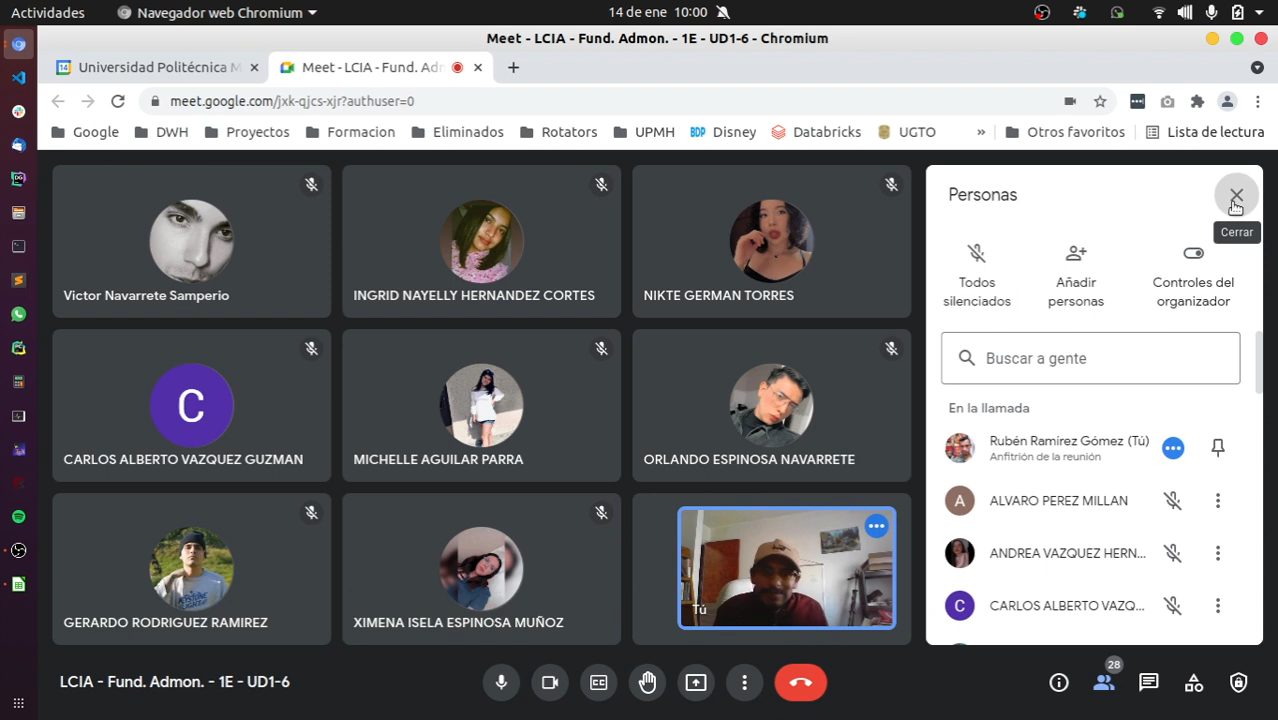 Actividades
Navegador web Chromium
14 de ene 10:00
Meet - LCIA - Fund. Admon. - 1E - UD1-6 - Chromium
14
Universidad Politécnica M
Meet - LCIA - Fund. Adm
meet.google.com/jxk-qjcs-xjr?authuser=0
Google
DWH
Proyectos
Formacion
Eliminados
Rotators
UPMH
BDP Disney
Databricks
UGTO
»
Otros favoritos
Lista de lectura
Victor Navarrete Samperio
INGRID NAYELLY HERNANDEZ CORTES
NIKTE GERMAN TORRES
C
CARLOS ALBERTO VAZQUEZ GUZMAN
MICHELLE AGUILAR PARRA
ORLANDO ESPINOSA NAVARRETE
GERARDO RODRIGUEZ RAMIREZ
XIMENA ISELA ESPINOSA MUÑOZ
Tú
Personas
Cerrar
Todos
silenciados
Añadir
personas
Controles del
organizador
Buscar a gente
En la llamada
Rubén Ramírez Gómez (Tú)
Anfitrión de la reunión
A
ALVARO PEREZ MILLAN
ANDREA VAZQUEZ HERN...
C
CARLOS ALBERTO VAZQ...
LCIA - Fund. Admon. - 1E - UD1-6
28